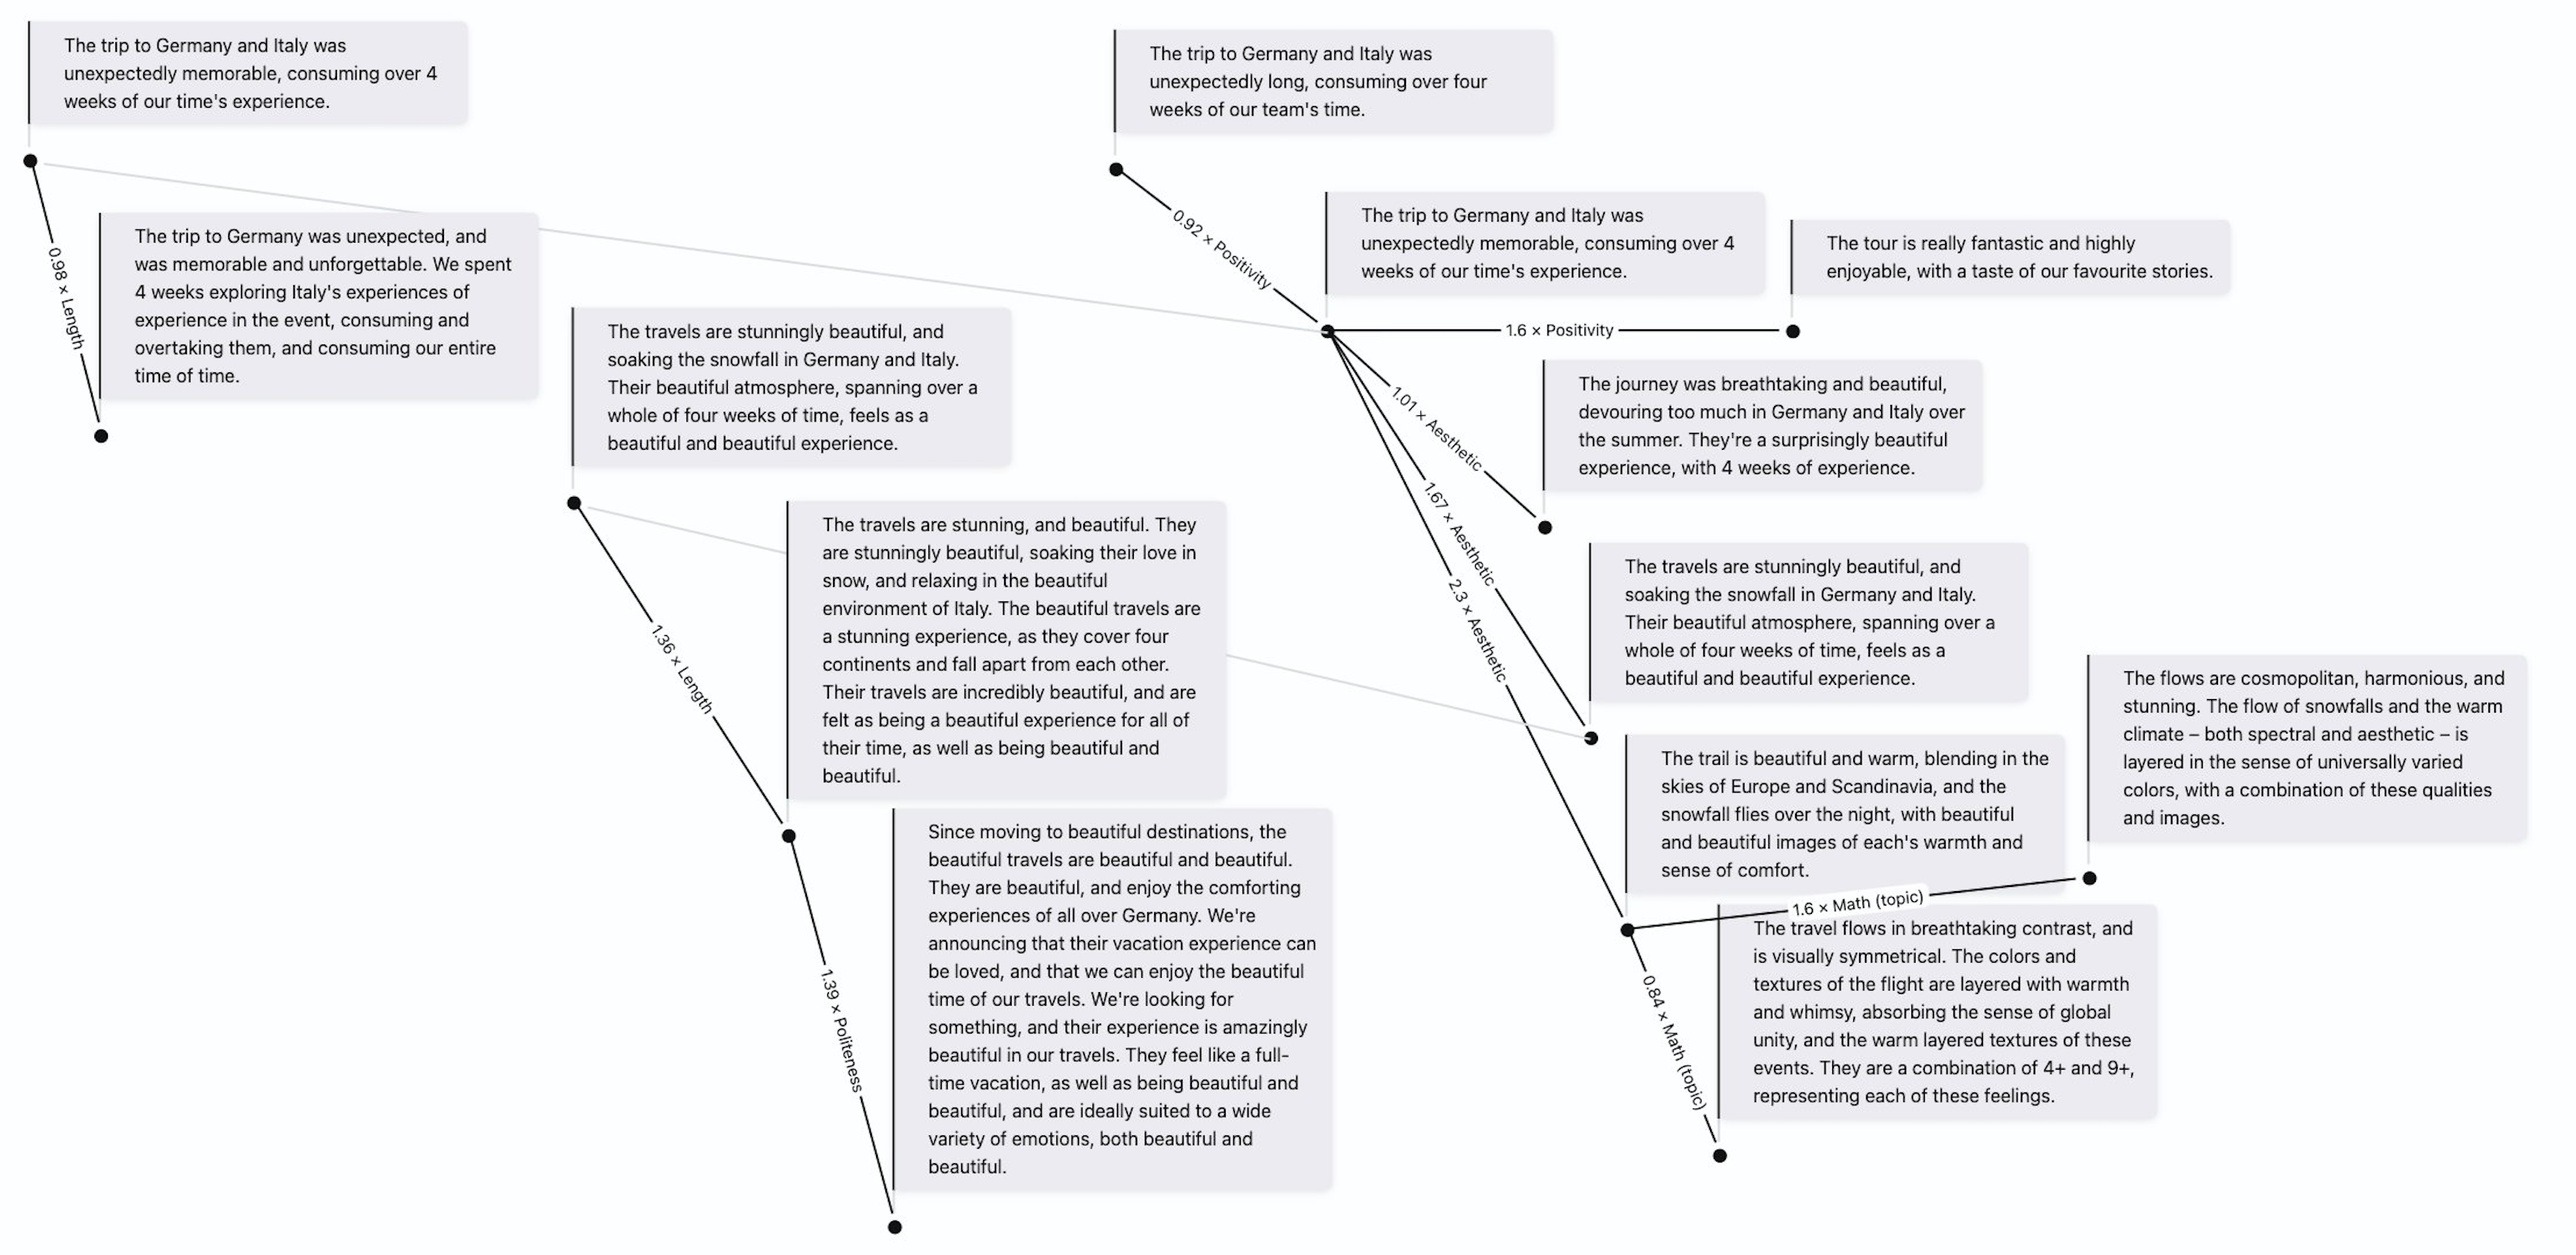 The trip to Germany and Italy was
unexpectedly memorable, consuming over 4
weeks of our time's experience.
0.98 × Length
The trip to Germany was unexpected, and
was memorable and unforgettable. We spent
4 weeks exploring Italy's experiences of
experience in the event, consuming and
overtaking them, and consuming our entire
time of time.
The travels are stunningly beautiful, and
soaking the snowfall in Germany and Italy.
Their beautiful atmosphere, spanning over a
whole of four weeks of time, feels as a
beautiful and beautiful experience.
1.36 × Length
The travels are stunning, and beautiful. They
are stunningly beautiful, soaking their love in
snow, and relaxing in the beautiful
environment of Italy. The beautiful travels are
a stunning experience, as they cover four
continents and fall apart from each other.
Their travels are incredibly beautiful, and are
felt as being a beautiful experience for all of
their time, as well as being beautiful and
beautiful.
1.39 × Politeness
Since moving to beautiful destinations, the
beautiful travels are beautiful and beautiful.
They are beautiful, and enjoy the comforting
experiences of all over Germany. We're
announcing that their vacation experience can
be loved, and that we can enjoy the beautiful
time of our travels. We're looking for
something, and their experience is amazingly
beautiful in our travels. They feel like a full-
time vacation, as well as being beautiful and
beautiful, and are ideally suited to a wide
variety of emotions, both beautiful and
beautiful.
The trip to Germany and Italy was
unexpectedly long, consuming over four
weeks of our team's time.
0.92 × Positivity
The trip to Germany and Italy was
unexpectedly memorable, consuming over 4
weeks of our time's experience.
1.6 × Positivity
The tour is really fantastic and highly
enjoyable, with a taste of our favourite stories.
1.01 × Aesthetic
The journey was breathtaking and beautiful,
devouring too much in Germany and Italy over
the summer. They're a surprisingly beautiful
experience, with 4 weeks of experience.
1.67 × Aesthetic
The travels are stunningly beautiful, and
soaking the snowfall in Germany and Italy.
Their beautiful atmosphere, spanning over a
whole of four weeks of time, feels as a
beautiful and beautiful experience.
2.3 × Aesthetic
The trail is beautiful and warm, blending in the
skies of Europe and Scandinavia, and the
snowfall flies over the night, with beautiful
and beautiful images of each's warmth and
sense of comfort.
1.6 × Math (topic)
The flows are cosmopolitan, harmonious, and
stunning. The flow of snowfalls and the warm
climate – both spectral and aesthetic – is
layered in the sense of universally varied
colors, with a combination of these qualities
and images.
0.84 × Math (topic)
The travel flows in breathtaking contrast, and
is visually symmetrical. The colors and
textures of the flight are layered with warmth
and whimsy, absorbing the sense of global
unity, and the warm layered textures of these
events. They are a combination of 4+ and 9+,
representing each of these feelings.